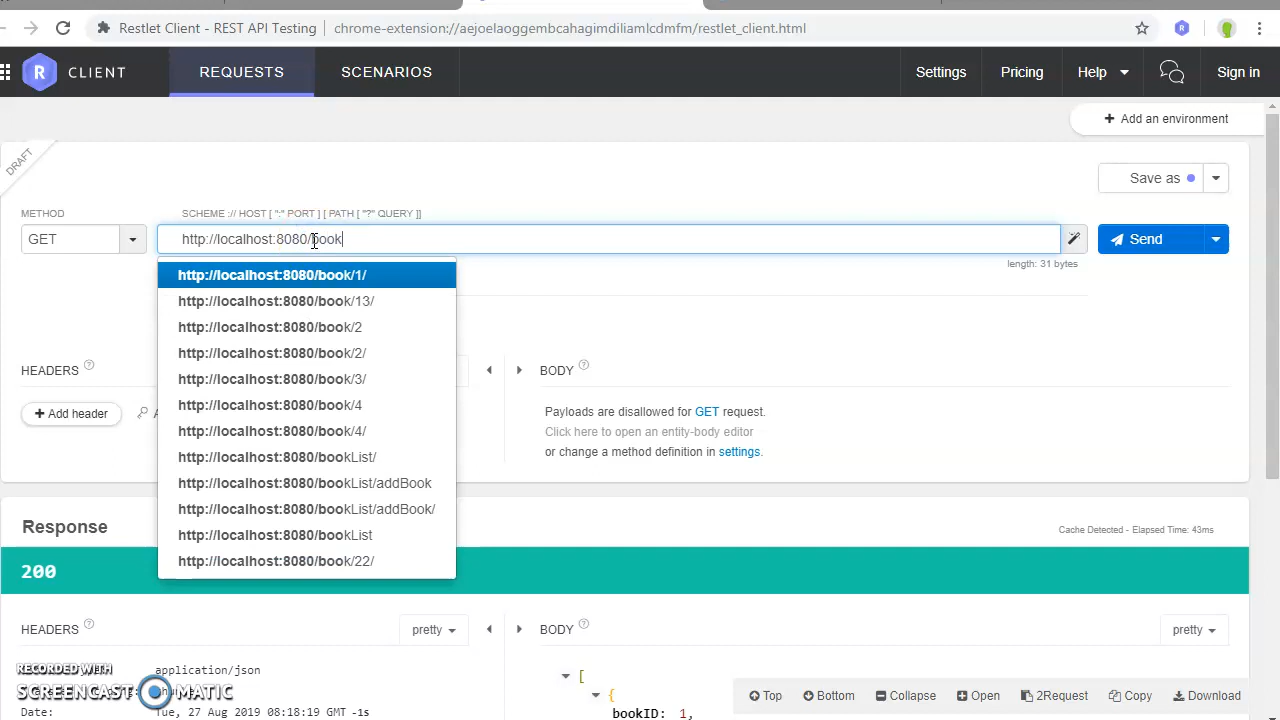 Restlet Client - REST API Testing | chrome-extension://aejoelaoggembcahagimdiliamlcdmfm/restlet_client.html
R CLIENT REQUESTS SCENARIOS Settings Pricing Help Sign in
+ Add an environment
DRAFT
Save as
METHOD SCHEME :// HOST [ ":" PORT ] [ PATH [ "?" QUERY ]]
GET http://localhost:8080/book Send
length: 31 bytes
http://localhost:8080/book/1/
http://localhost:8080/book/13/
http://localhost:8080/book/2
http://localhost:8080/book/2/
http://localhost:8080/book/3/
http://localhost:8080/book/4
http://localhost:8080/book/4/
http://localhost:8080/bookList/
http://localhost:8080/bookList/addBook
http://localhost:8080/bookList/addBook/
http://localhost:8080/bookList
http://localhost:8080/book/22/
HEADERS ? BODY ?
+ Add header A
Payloads are disallowed for GET request.
Click here to open an entity-body editor
or change a method definition in settings.
Response Cache Detected - Elapsed Time: 43ms
200
HEADERS ? pretty BODY ? pretty
application/json [
{
Date: Tue, 27 Aug 2019 08:18:19 GMT -1s bookID: 1,
RECORDED WITH
SCREENCAST MATIC
Top Bottom Collapse Open 2Request Copy Download